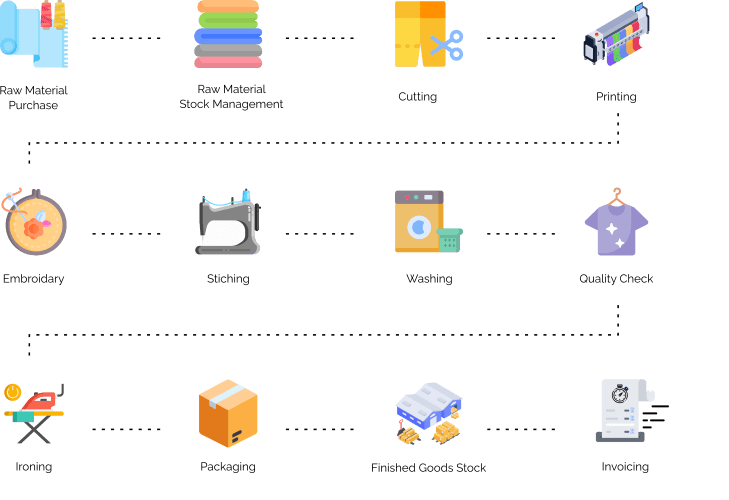 Raw Material
Purchase
Raw Material
Stock Management
Cutting
Printing
Embroidary
Stiching
Washing
Quality Check
Ironing
Packaging
Finished Goods Stock
Invoicing